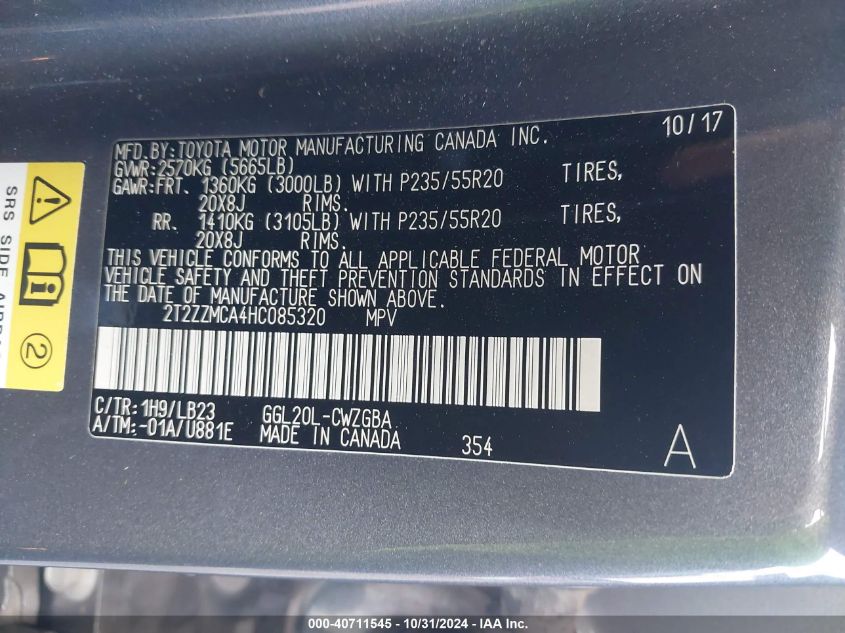 MFD. BY: TOYOTA MOTOR MANUFACTURING CANADA INC. 10/17
GVWR: 2570KG (5665LB)
GAWR: FRT. 1360KG (3000LB) WITH P235/55R20 TIRES,
20X8J RIMS.
RR. 1410KG (3105LB) WITH P235/55R20 TIRES,
20X8J RIMS.
THIS VEHICLE CONFORMS TO ALL APPLICABLE FEDERAL MOTOR
VEHICLE SAFETY AND THEFT PREVENTION STANDARDS IN EFFECT ON
THE DATE OF MANUFACTURE SHOWN ABOVE.
2T2ZZMCA4HC085320 MPV
C/TR: 1H9/LB23 GGL20L-CWZGBA
A/TM: -01A/U881E MADE IN CANADA 354 A
SRS SIDE
2
000-40711545 - 10/31/2024 - IAA Inc.